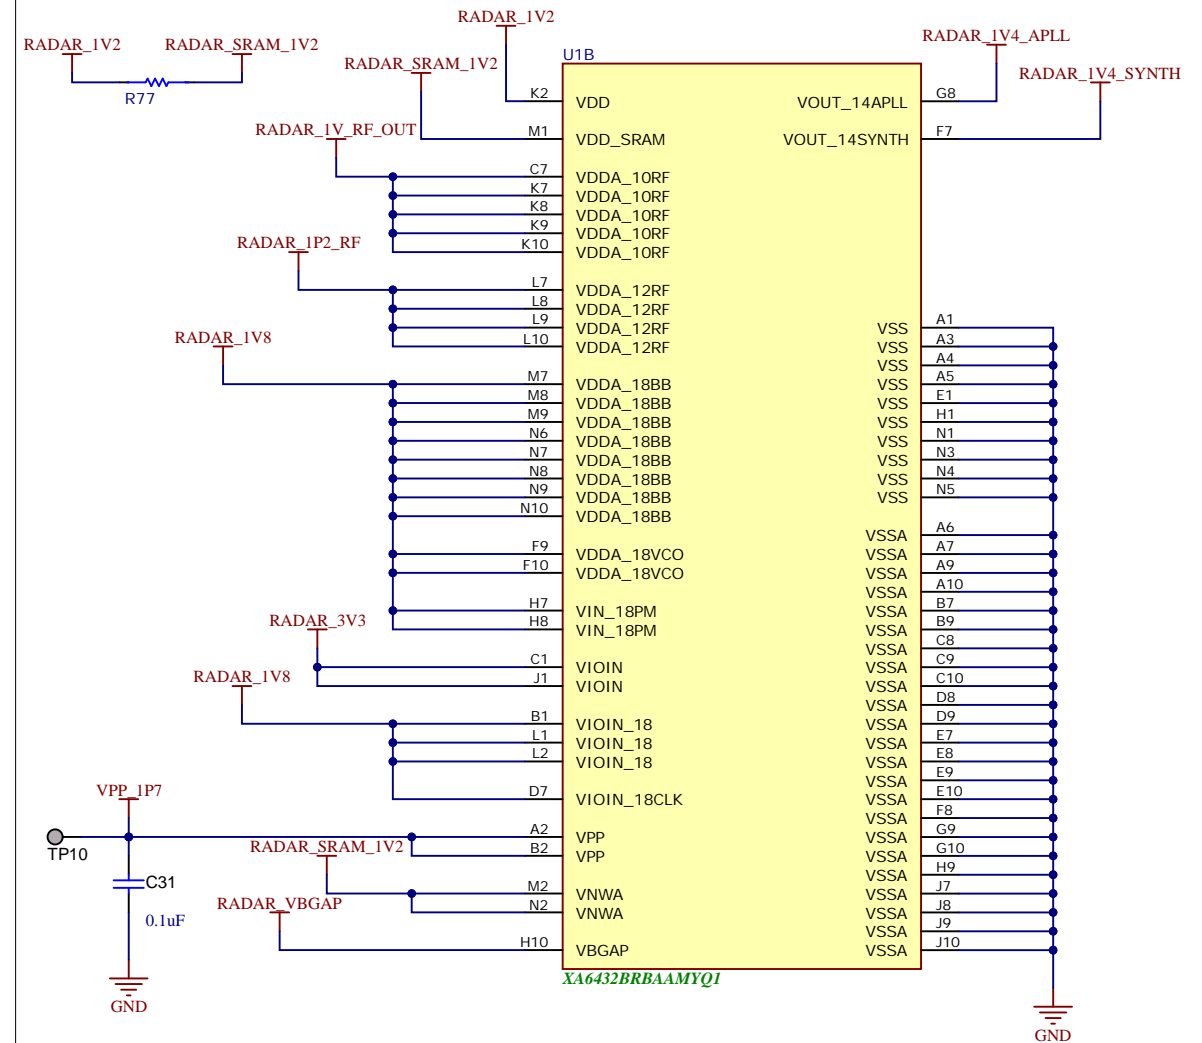 RADAR_1V2
RADAR_1V4_APLL
RADAR_1V2
RADAR_SRAM_1V2
U1B
RADAR_SRAM_1V2
RADAR_1V4_SYNTH
R77
K2 VDD
VOUT_14APLL G8
RADAR_1V_RF_OUT
M1 VDD_SRAM
VOUT_14SYNTH F7
C7 VDDA_10RF
K7 VDDA_10RF
K8 VDDA_10RF
K9 VDDA_10RF
RADAR_1P2_RF
K10 VDDA_10RF
L7 VDDA_12RF
L8 VDDA_12RF
L9 VDDA_12RF
VSS A1
RADAR_1V8
L10 VDDA_12RF
VSS A3
VSS A4
M7 VDDA_18BB
VSS A5
M8 VDDA_18BB
VSS E1
M9 VDDA_18BB
VSS H1
N6 VDDA_18BB
VSS N1
N7 VDDA_18BB
VSS N3
N8 VDDA_18BB
VSS N4
N9 VDDA_18BB
VSS N5
N10 VDDA_18BB
VSSA A6
F9 VDDA_18VCO
VSSA A7
F10 VDDA_18VCO
VSSA A9
VSSA A10
H7 VIN_18PM
VSSA B7
RADAR_3V3
H8 VIN_18PM
VSSA B9
VSSA C8
C1 VIOIN
VSSA C9
RADAR_1V8
J1 VIOIN
VSSA C10
VSSA D8
B1 VIOIN_18
VSSA D9
L1 VIOIN_18
VSSA E7
L2 VIOIN_18
VSSA E8
VSSA E9
VPP_1P7
D7 VIOIN_18CLK
VSSA E10
VSSA F8
TP10
A2 VPP
VSSA G9
RADAR_SRAM_1V2
B2 VPP
VSSA G10
VSSA H9
C31
M2 VNWA
VSSA J7
RADAR_VBGAP
N2 VNWA
VSSA J8
0.1uF
VSSA J9
H10 VBGAP
VSSA J10
XA6432BRBAAMYQ1
GND
GND